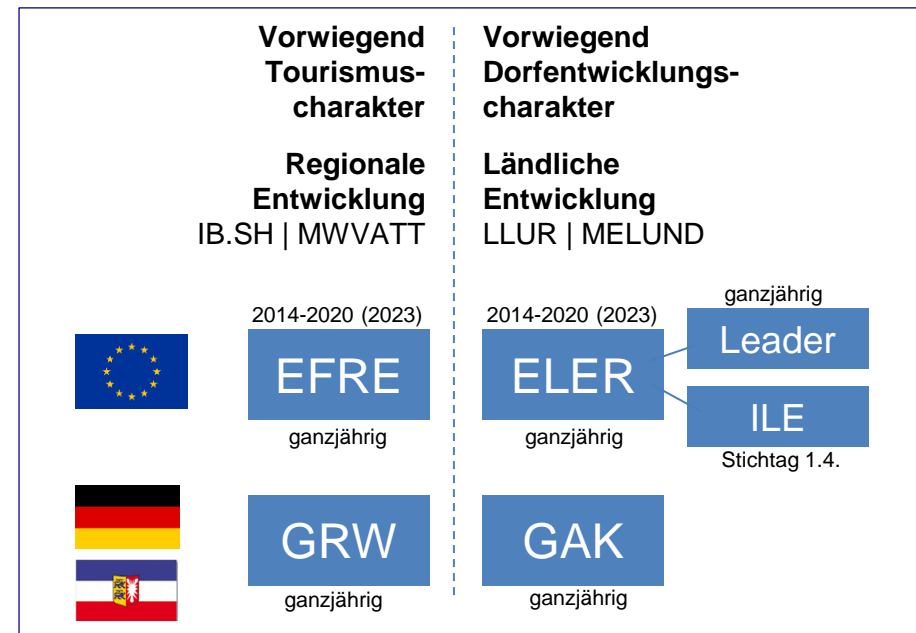 Vorwiegend
Tourismus-
charakter
Regionale
Entwicklung
IB.SH | MWVATT
Vorwiegend
Dorfentwicklungs-
charakter
Ländliche
Entwicklung
LLUR | MELUND
2014-2020 (2023)
EFRE
ganzjährig
2014-2020 (2023)
ELER
ganzjährig
ganzjährig
Leader
ILE
Stichtag 1.4.
GRW
ganzjährig
GAK
ganzjährig